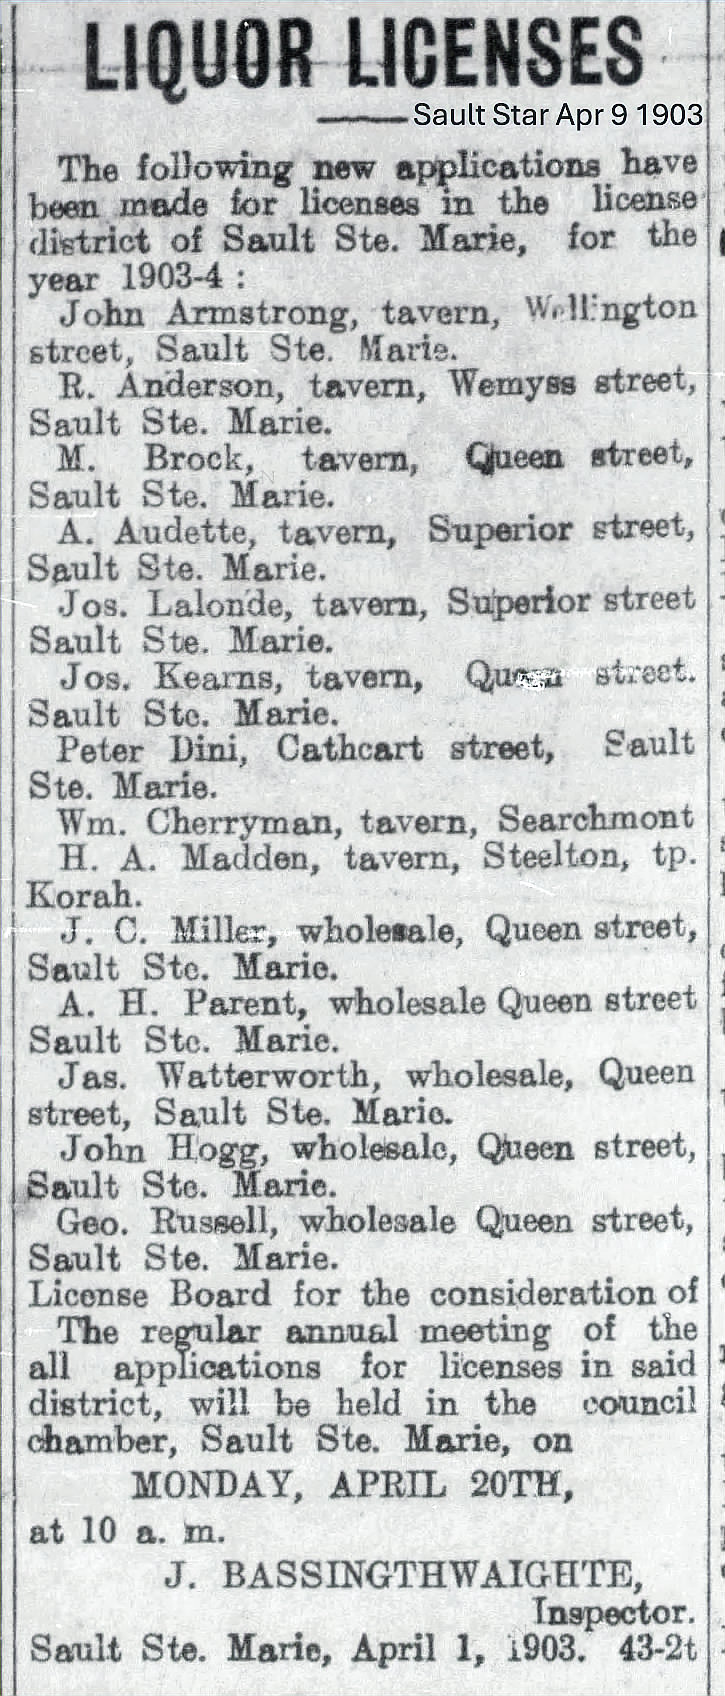 LIQUOR LICENSES
Sault Star Apr 9 1903
The following new applications have
been made for licenses in the license
district of Sault Ste. Marie, for the
year 1903-4 :
John Armstrong, tavern, Wellington
street, Sault Ste. Marie.
R. Anderson, tavern, Wemyss street,
Sault Ste. Marie.
M. Brock, tavern, Queen street,
Sault Ste. Marie.
A. Audette, tavern, Superior street,
Sault Ste. Marie.
Jos. Lalonde, tavern, Superior street
Sault Ste. Marie.
Jos. Kearns, tavern, Queen street.
Sault Ste. Marie.
Peter Dini, Cathcart street, Sault
Ste. Marie.
Wm. Cherryman, tavern, Searchmont
H. A. Madden, tavern, Steelton, tp.
Korah.
J. C. Miller, wholesale, Queen street,
Sault Ste. Marie.
A. H. Parent, wholesale Queen street
Sault Ste. Marie.
Jas. Watterworth, wholesale, Queen
street, Sault Ste. Marie.
John Hogg, wholesale, Queen street,
Sault Ste. Marie.
Geo. Russell, wholesale Queen street,
Sault Ste. Marie.
License Board for the consideration of
The regular annual meeting of the
all applications for licenses in said
district, will be held in the council
chamber, Sault Ste. Marie, on
MONDAY, APRIL 20TH,
at 10 a. m.
J. BASSINGTHWAIGHTE,
Inspector.
Sault Ste. Marie, April 1, 1903. 43-2t